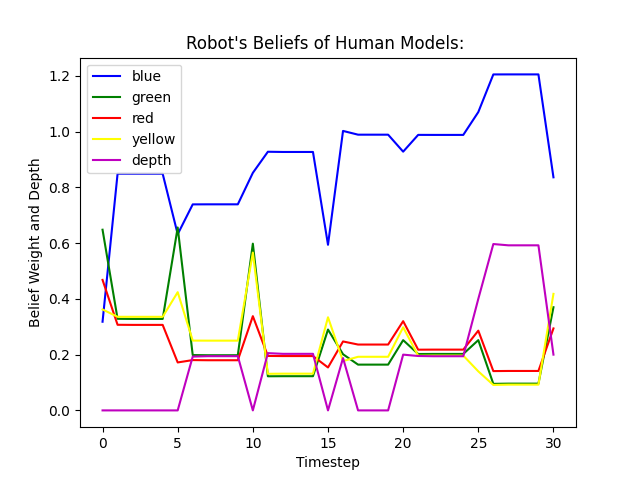 Robot's Beliefs of Human Models:
blue
green
red
yellow
depth
Belief Weight and Depth
1.2
1.0
0.8
0.6
0.4
0.2
0.0
0 5 10 15 20 25 30
Timestep